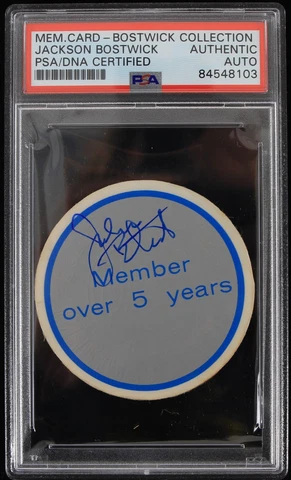 MEM.CARD – BOSTWICK COLLECTION
JACKSON BOSTWICK AUTHENTIC
PSA/DNA CERTIFIED AUTO
PSA 84548103
Member
over 5 years